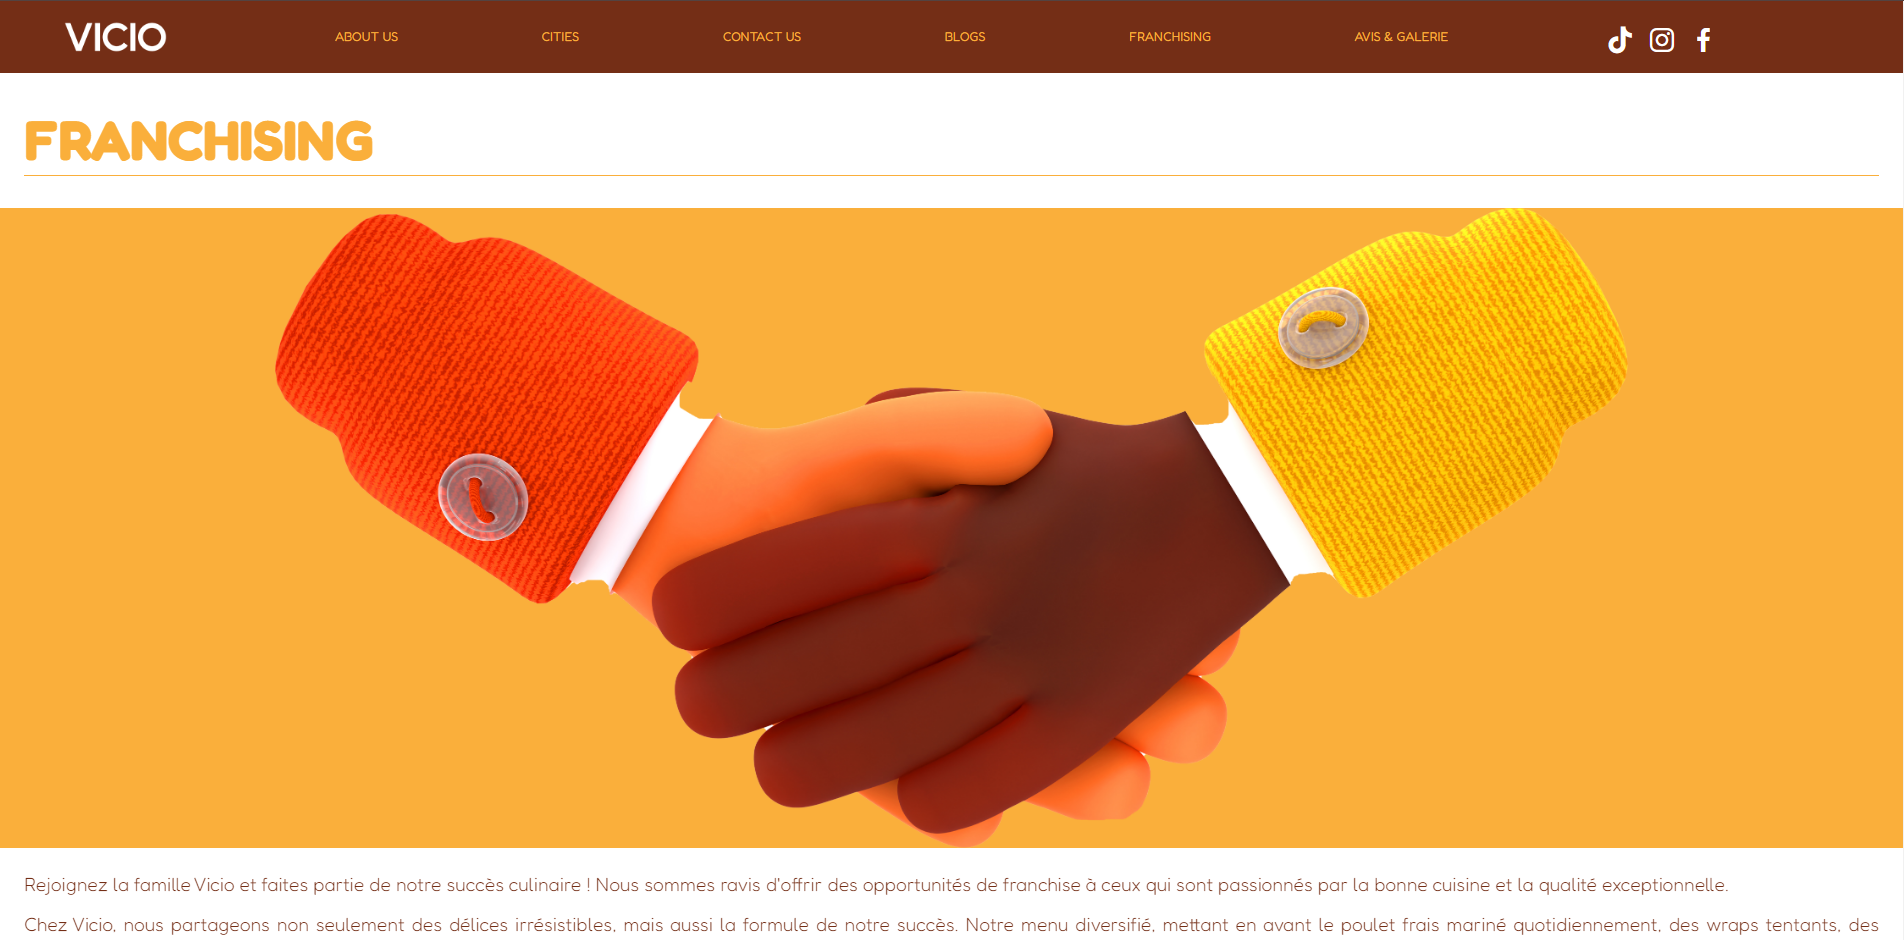 VICIO
ABOUT US
CITIES
CONTACT US
BLOGS
FRANCHISING
AVIS & GALERIE
FRANCHISING
Rejoignez la famille Vicio et faites partie de notre succès culinaire ! Nous sommes ravis d'offrir des opportunités de franchise à ceux qui sont passionnés par la bonne cuisine et la qualité exceptionnelle.
Chez Vicio, nous partageons non seulement des délices irrésistibles, mais aussi la formule de notre succès. Notre menu diversifié, mettant en avant le poulet frais mariné quotidiennement, des wraps tentants, des